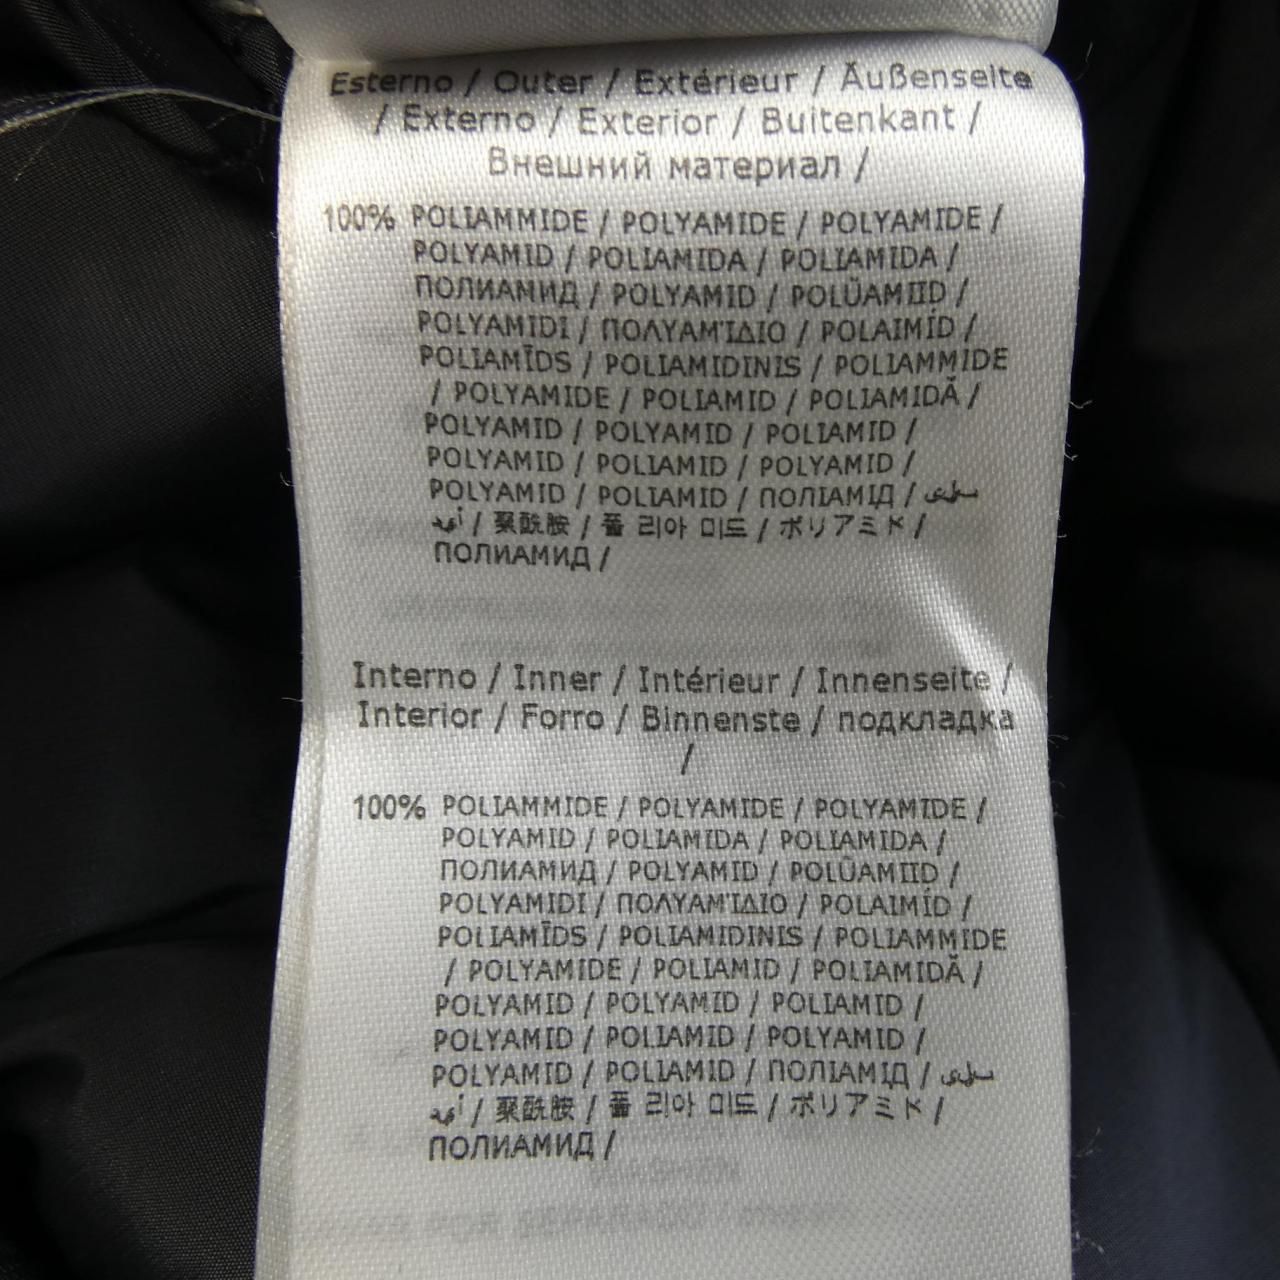 Esterno / Outer / Extérieur / Äußenseite
/ Externo / Exterior / Buitenkant /
Внешний материал /
100% POLIAMMIDE / POLYAMIDE / POLYAMIDE /
POLYAMID / POLIAMIDA / POLIAMIDA /
ПОЛИАМИД / POLYAMID / POLÜAMIID /
POLYAMIDI / ΠΟΛΥΑΜ'ΙΔΙΟ / POLAIMÍD /
POLIAMĪDS / POLIAMIDINIS / POLIAMMIDE
/ POLYAMIDE / POLIAMID / POLIAMIDĂ /
POLYAMID / POLYAMID / POLIAMID /
POLYAMID / POLIAMID / POLYAMID /
POLYAMID / POLIAMID / ПОЛІАМІД /
/ 聚酰胺 / 폴 리아 미드 / ポリアミド /
ПОЛИАМИД /
Interno / Inner / Intérieur / Innenseite /
Interior / Forro / Binnenste / подкладка
/
100% POLIAMMIDE / POLYAMIDE / POLYAMIDE /
POLYAMID / POLIAMIDA / POLIAMIDA /
ПОЛИАМИД / POLYAMID / POLÜAMIID /
POLYAMIDI / ΠΟΛΥΑΜ'ΙΔΙΟ / POLAIMÍD /
POLIAMĪDS / POLIAMIDINIS / POLIAMMIDE
/ POLYAMIDE / POLIAMID / POLIAMIDĂ /
POLYAMID / POLYAMID / POLIAMID /
POLYAMID / POLIAMID / POLYAMID /
POLYAMID / POLIAMID / ПОЛІАМІД /
/ 聚酰胺 / 폴 리아 미드 / ポリアミド /
ПОЛИАМИД /